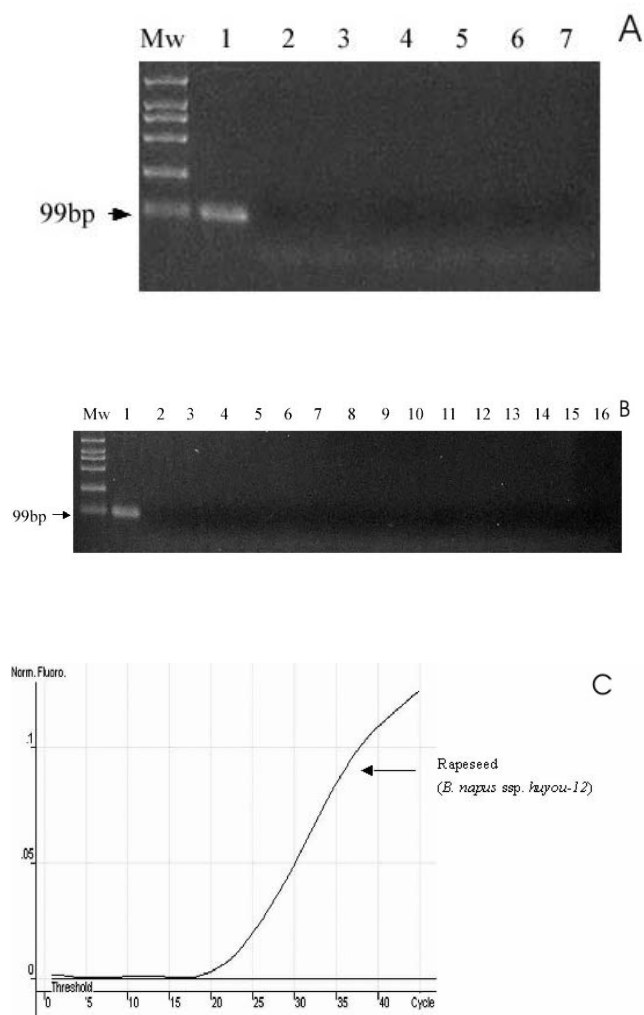 Mw 1 2 3 4 5 6 7 A
99bp
Mw 1 2 3 4 5 6 7 8 9 10 11 12 13 14 15 16 B
99bp
Norm. Fluoro.
C
.1
Rapeseed
(B. napus ssp. huyou-12)
.05
0
Threshold
0 5 10 15 20 25 30 35 40 Cycle